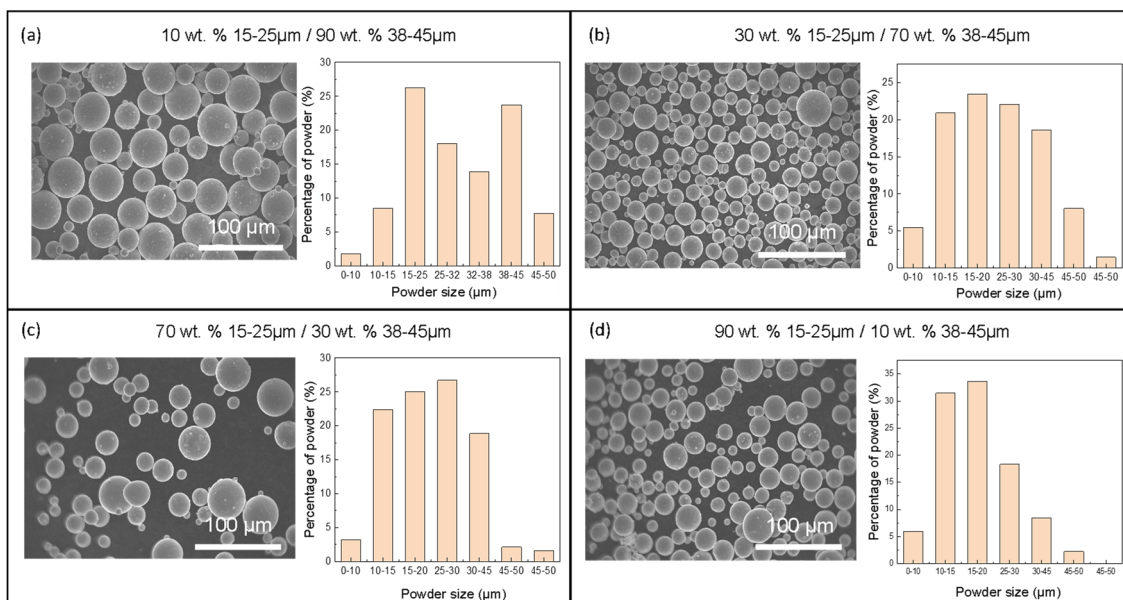 (a) 10 wt. % 15-25µm / 90 wt. % 38-45µm
100 µm
Percentage of powder (%)
30
25
20
15
10
5
0
0-10 10-15 15-25 25-32 32-38 38-45 45-50
Powder size (µm)
(b) 30 wt. % 15-25µm / 70 wt. % 38-45µm
100 µm
Percentage of powder (%)
25
20
15
10
5
0
0-10 10-15 15-20 25-30 30-45 45-50 45-50
Powder size (µm)
(c) 70 wt. % 15-25µm / 30 wt. % 38-45µm
100 µm
Percentage of powder (%)
30
25
20
15
10
5
0
0-10 10-15 15-20 25-30 30-45 45-50 45-50
Powder size (µm)
(d) 90 wt. % 15-25µm / 10 wt. % 38-45µm
100 µm
Percentage of powder (%)
35
30
25
20
15
10
5
0
0-10 10-15 15-20 25-30 30-45 45-50 45-50
Powder size (µm)